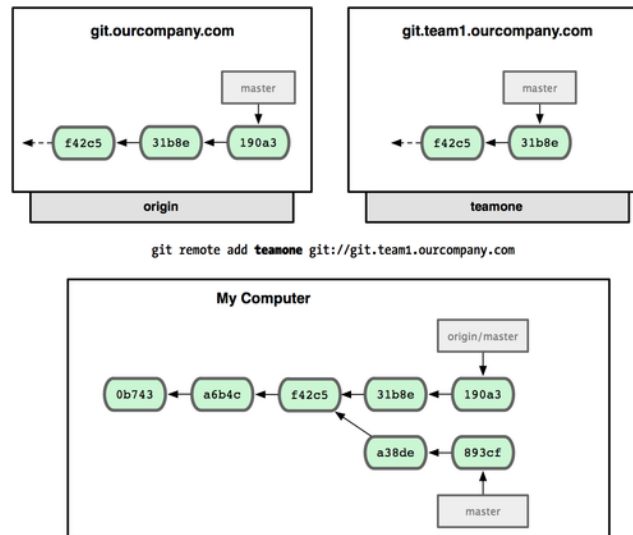 git.ourcompany.com
master
f42c5 31b8e 190a3
origin
git.team1.ourcompany.com
master
f42c5 31b8e
teamone
git remote add teamone git://git.team1.ourcompany.com
My Computer
origin/master
0b743 a6b4c f42c5 31b8e 190a3
a38de 893cf
master